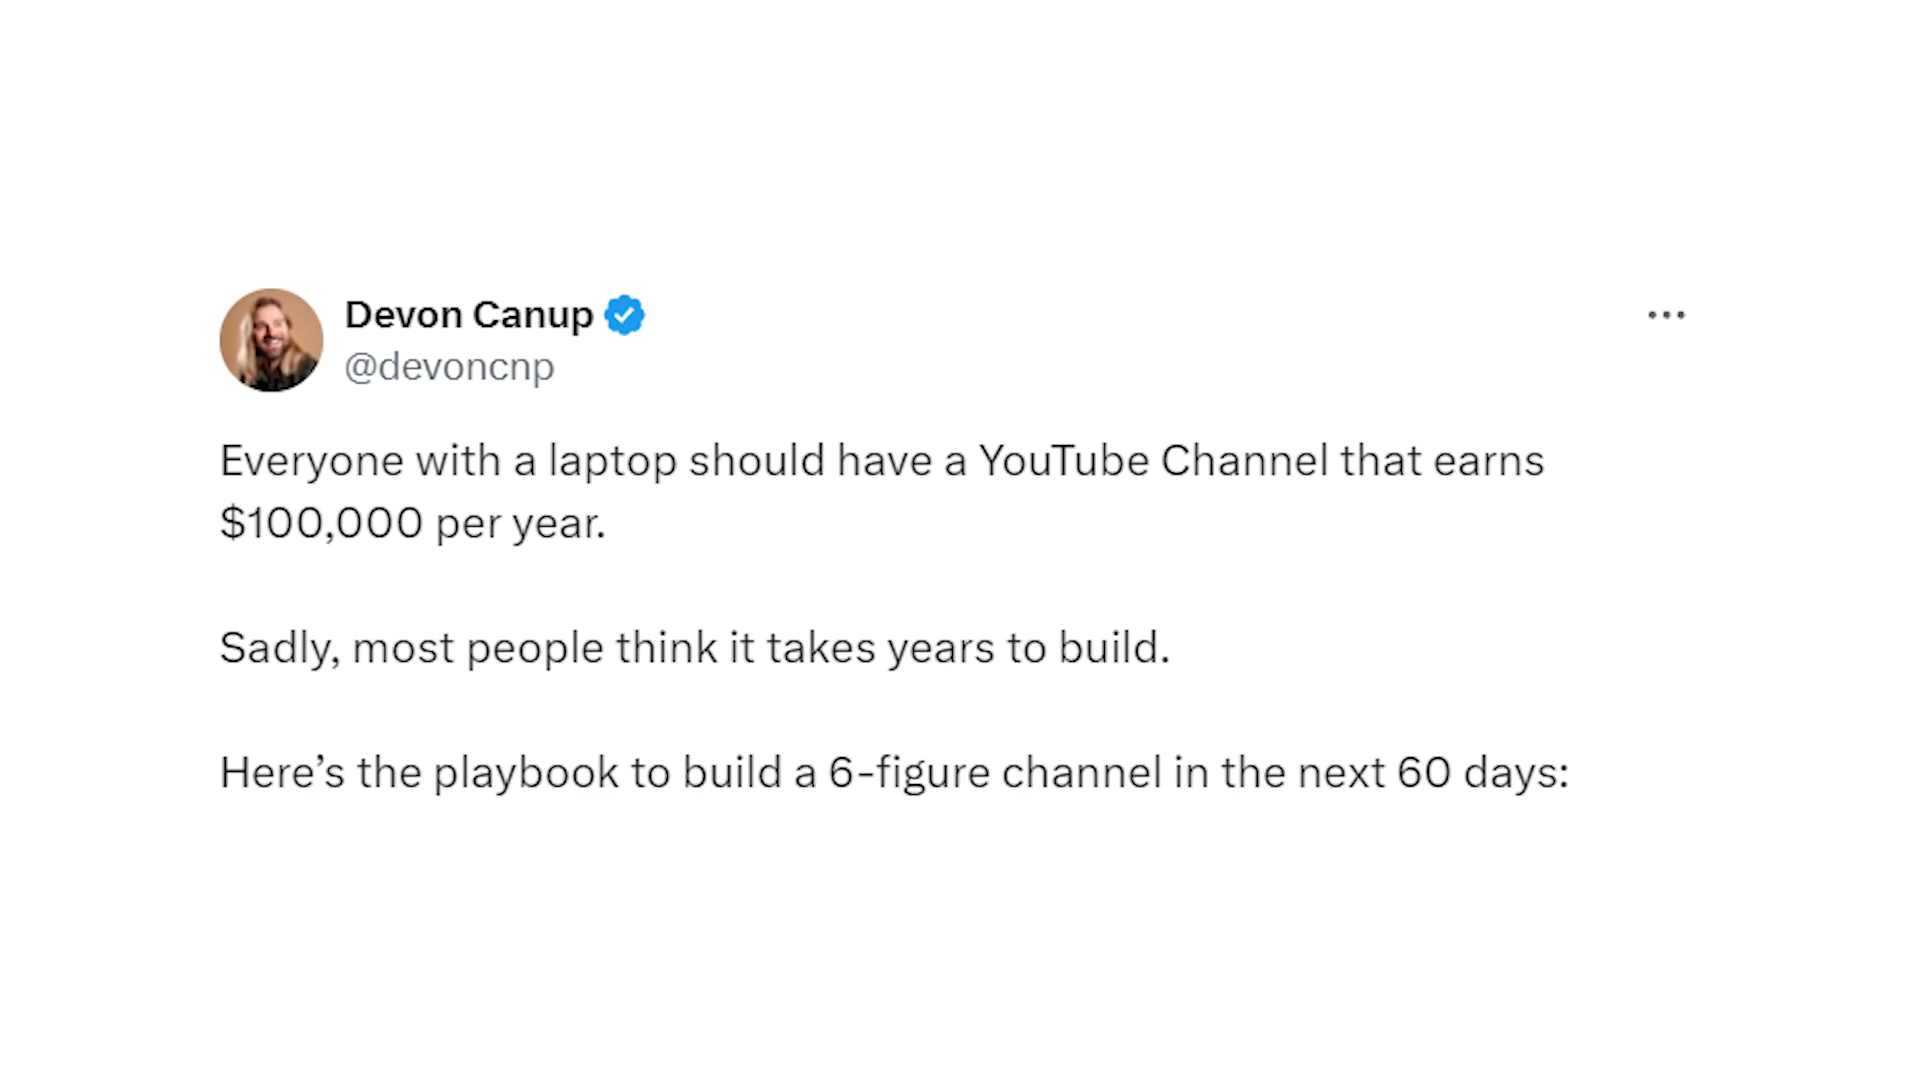 Devon Canup
@devoncnp
Everyone with a laptop should have a YouTube Channel that earns
$100,000 per year.
Sadly, most people think it takes years to build.
Here’s the playbook to build a 6-figure channel in the next 60 days: